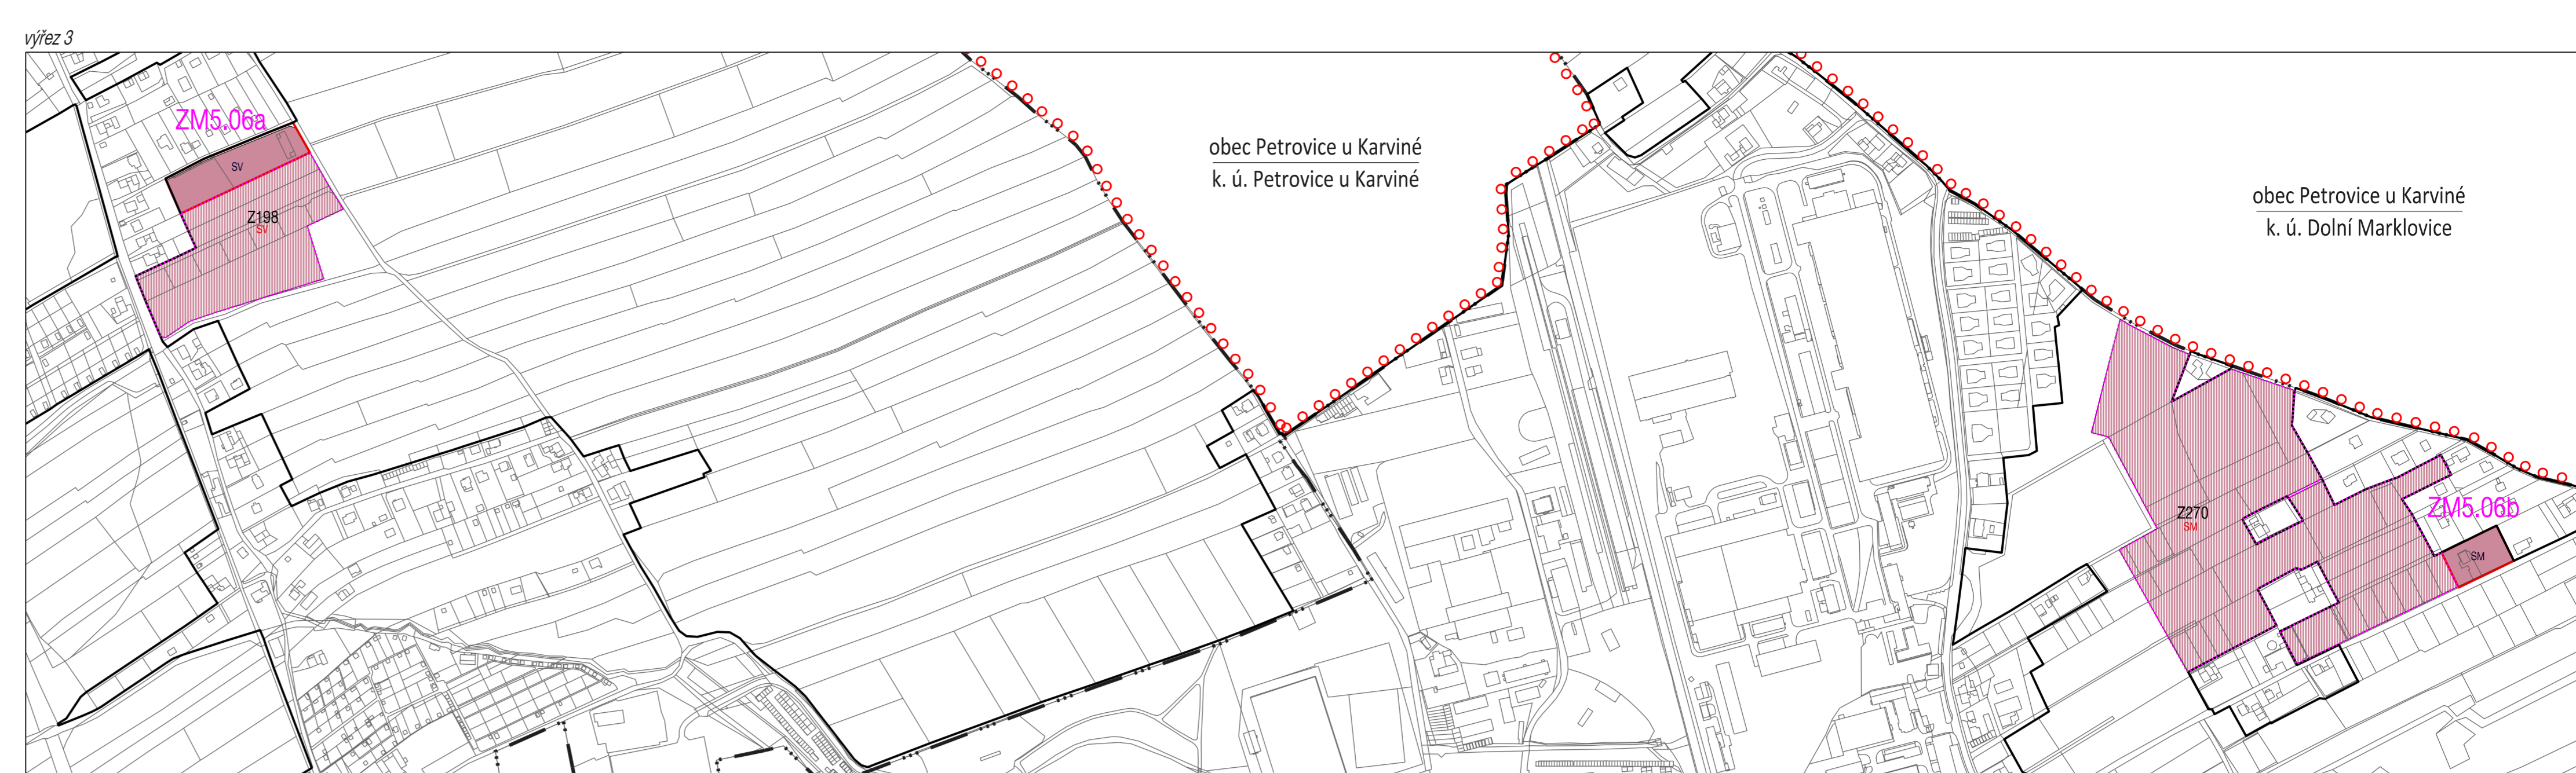 výřez 3
ZM5.06a
SV
Z198
SV
obec Petrovice u Karviné
k. ú. Petrovice u Karviné
obec Petrovice u Karviné
k. ú. Dolní Marklovice
Z270
SM
ZM5.06b
SM